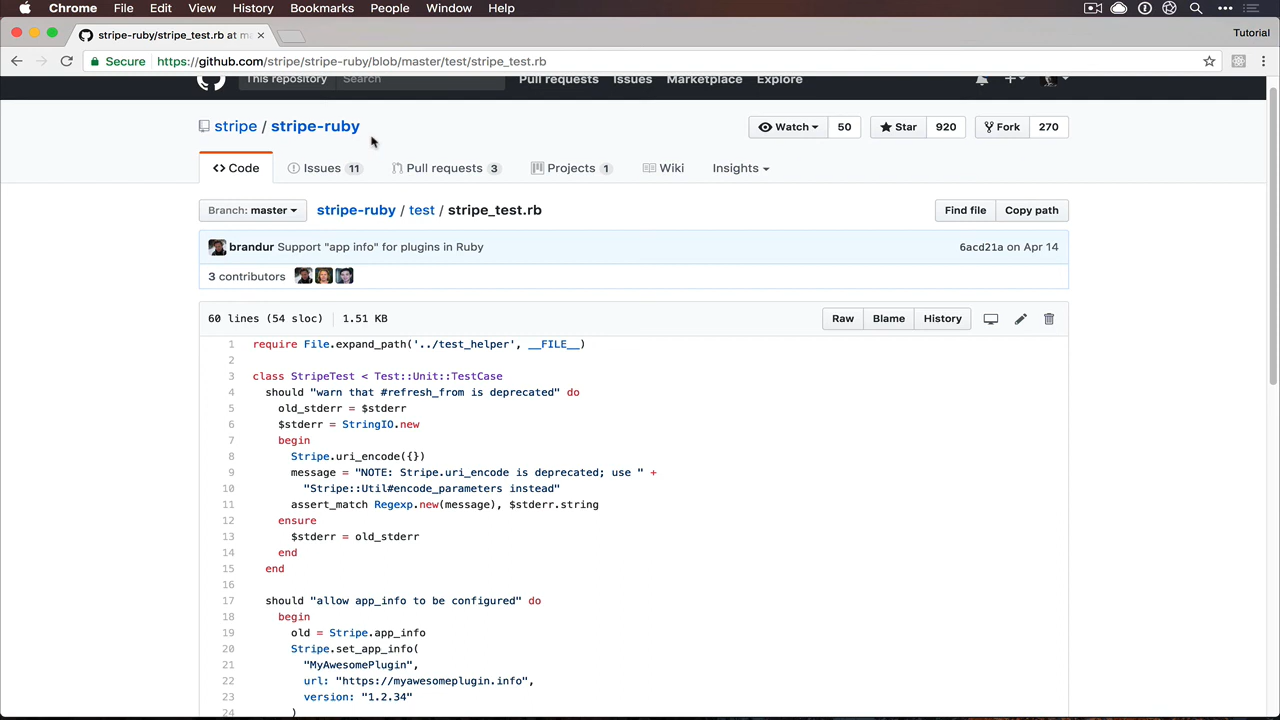 Chrome File Edit View History Bookmarks People Window Help
stripe-ruby/stripe_test.rb at ma
Tutorial
Secure https://github.com/stripe/stripe-ruby/blob/master/test/stripe_test.rb
This repository Search Pull requests Issues Marketplace Explore
stripe / stripe-ruby
Watch 50 Star 920 Fork 270
Code Issues 11 Pull requests 3 Projects 1 Wiki Insights
Branch: master stripe-ruby / test / stripe_test.rb Find file Copy path
brandur Support "app info" for plugins in Ruby 6acd21a on Apr 14
3 contributors
60 lines (54 sloc) 1.51 KB Raw Blame History
1 require File.expand_path('../test_helper', __FILE__)
2
3 class StripeTest < Test::Unit::TestCase
4 should "warn that #refresh_from is deprecated" do
5 old_stderr = $stderr
6 $stderr = StringIO.new
7 begin
8 Stripe.uri_encode({})
9 message = "NOTE: Stripe.uri_encode is deprecated; use " +
10 "Stripe::Util#encode_parameters instead"
11 assert_match Regexp.new(message), $stderr.string
12 ensure
13 $stderr = old_stderr
14 end
15 end
16
17 should "allow app_info to be configured" do
18 begin
19 old = Stripe.app_info
20 Stripe.set_app_info(
21 "MyAwesomePlugin",
22 url: "https://myawesomeplugin.info",
23 version: "1.2.34"
24 )